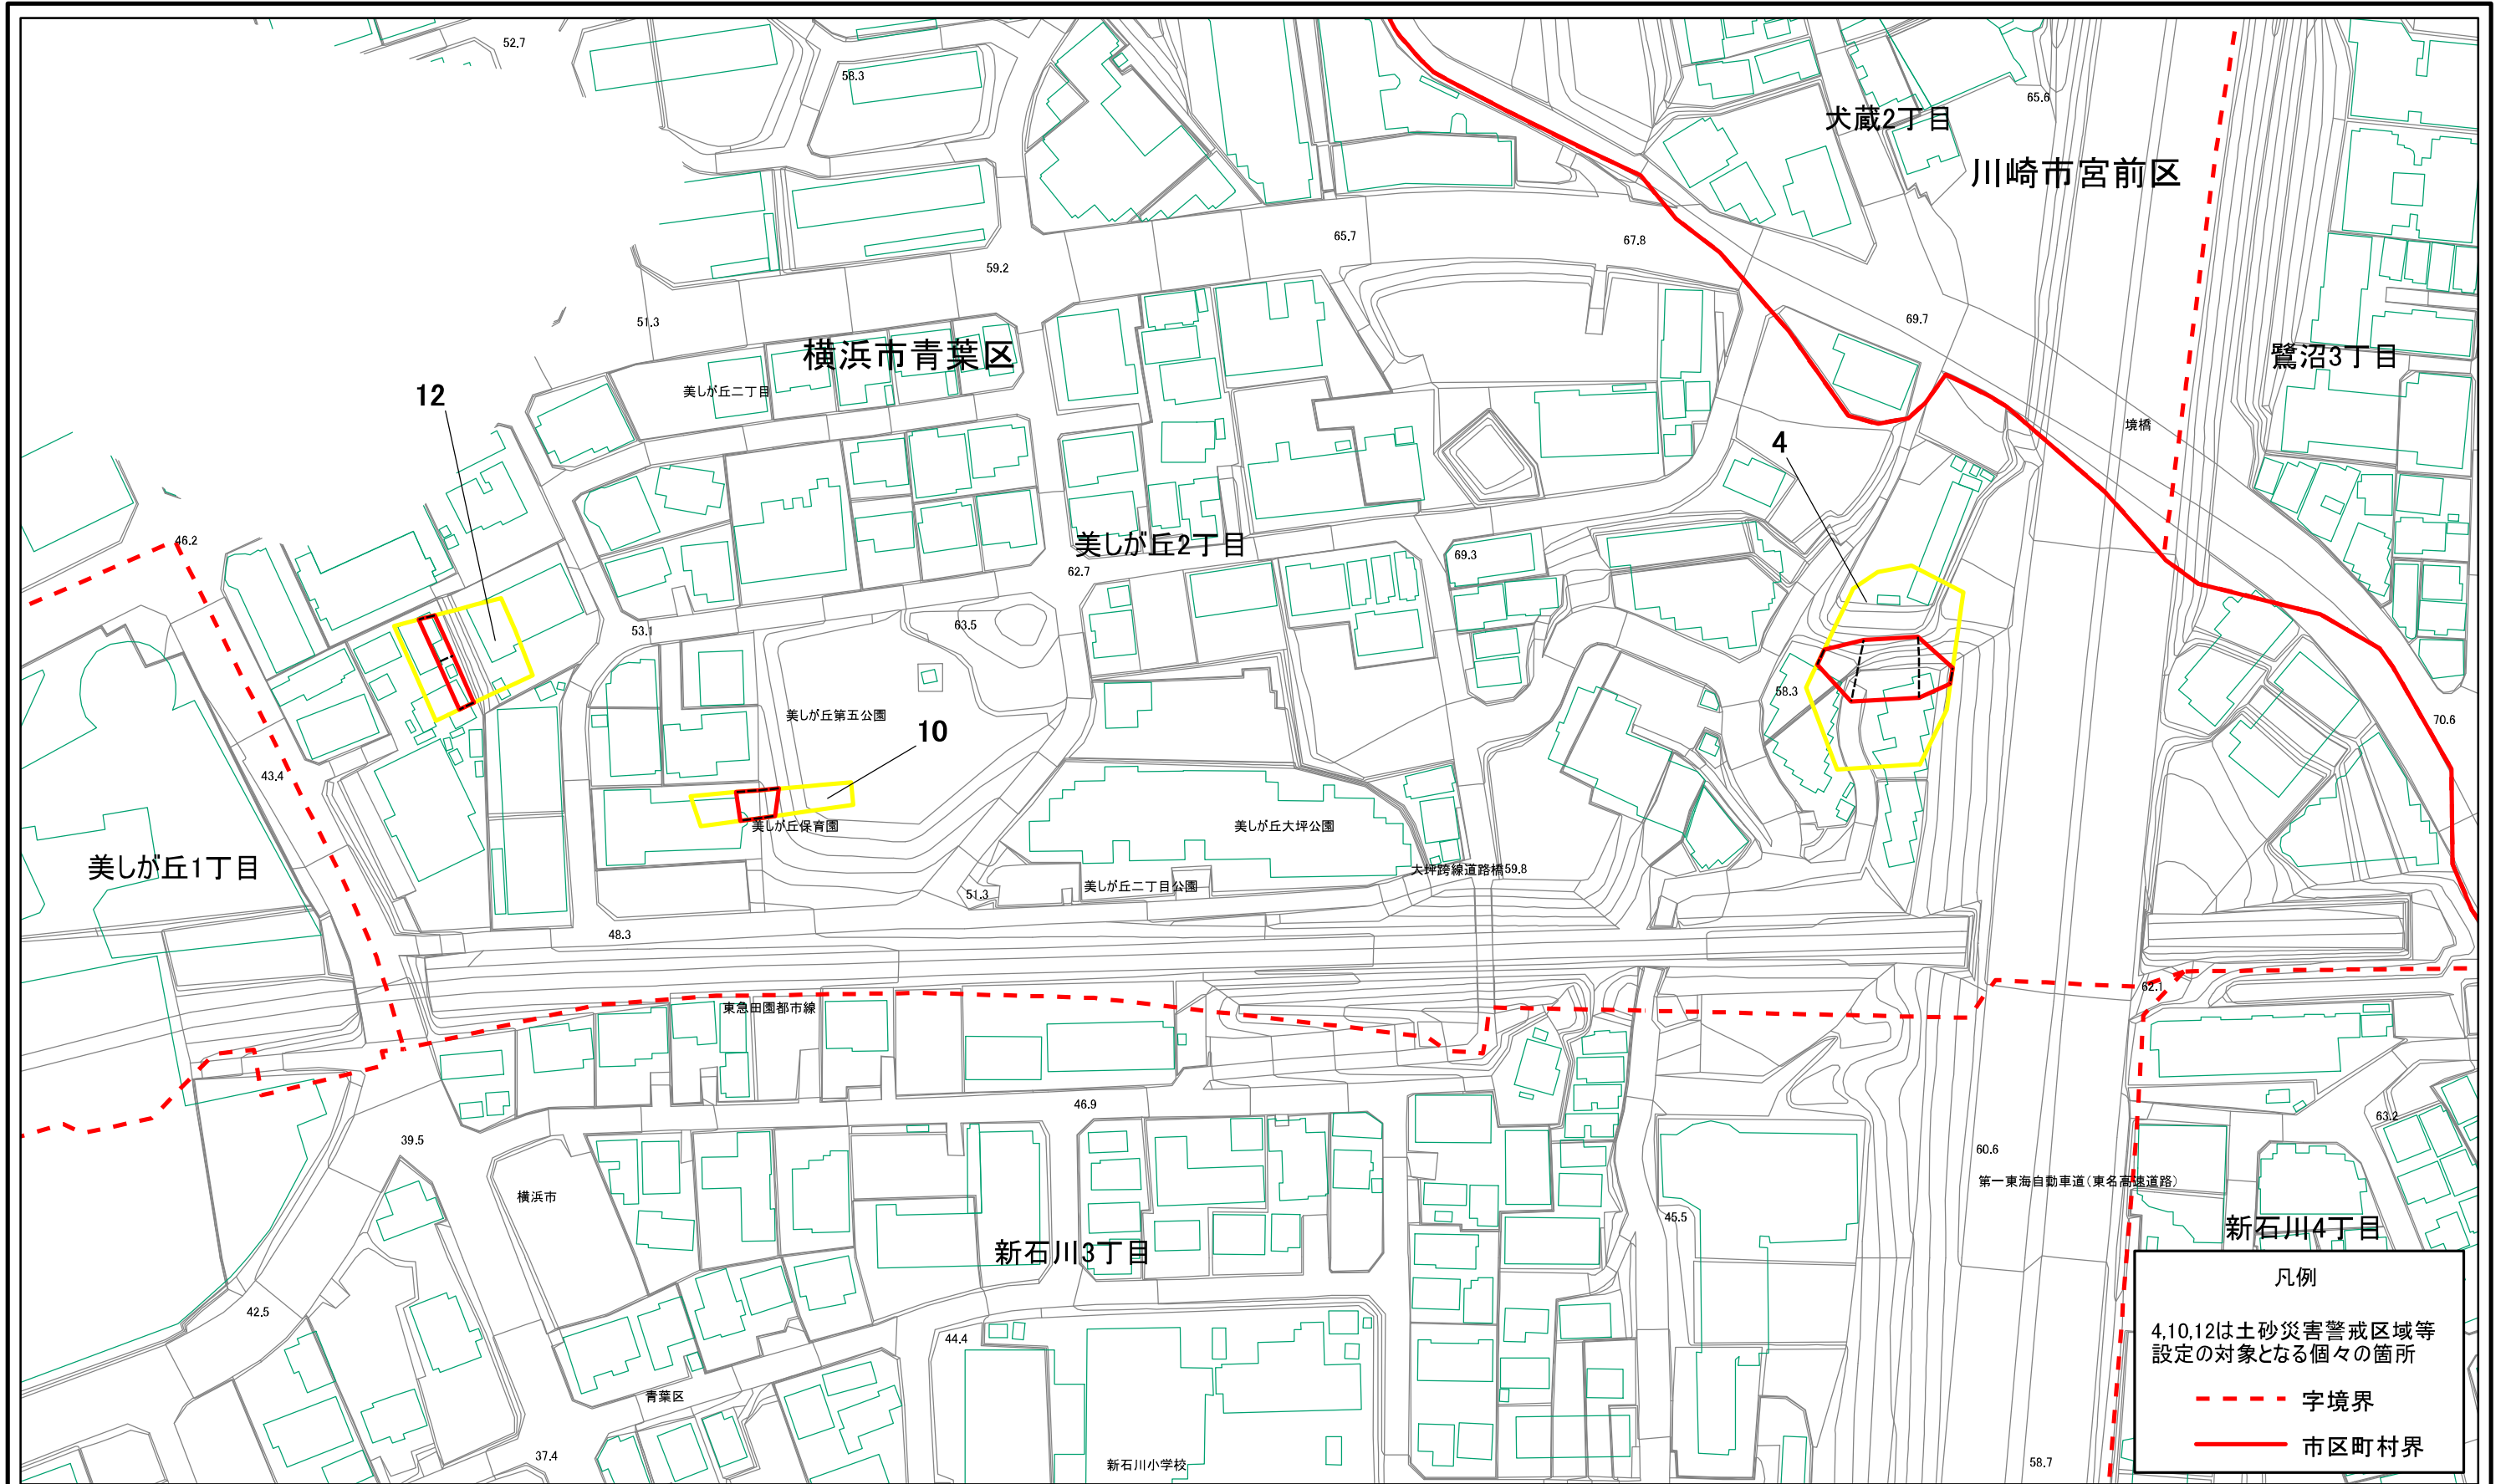 52.7
58.3
65.6
犬蔵2丁目
川崎市宮前区
65.7
67.8
59.2
51.3
69.7
横浜市青葉区
鷺沼3丁目
美しが丘二丁目
12
境橋
4
46.2
美しが丘2丁目
69.3
62.7
63.5
53.1
58.3
美しが丘第五公園
70.6
10
43.4
美しが丘保育園
美しが丘大坪公園
美しが丘1丁目
大坪跨線道路橋
59.8
美しが丘二丁目公園
51.3
48.3
62.1
東急田園都市線
46.9
63.2
39.5
60.6
第一東海自動車道(東名高速道路)
横浜市
45.5
新石川4丁目
新石川3丁目
42.5
44.4
青葉区
37.4
新石川小学校
58.7
凡例
4,10,12は土砂災害警戒区域等
設定の対象となる個々の箇所
字境界
市区町村界